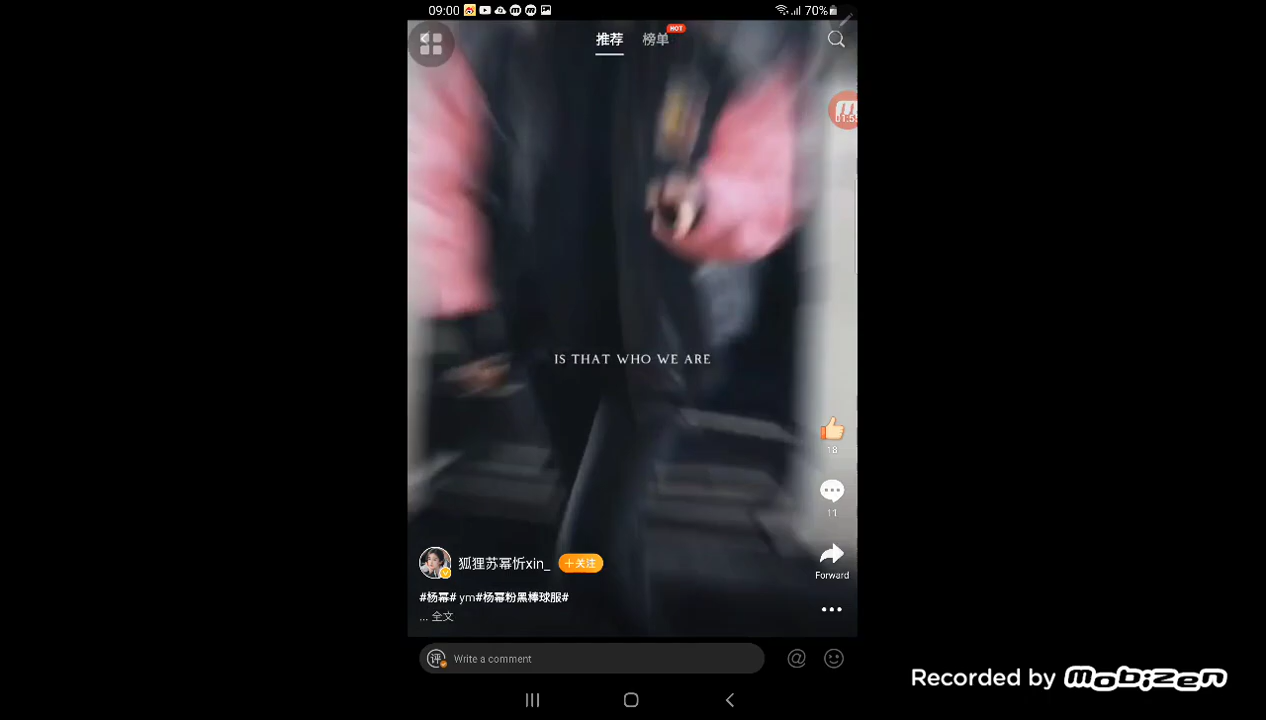 09:00
70%
推荐
榜单
HOT
IS THAT WHO WE ARE
18
11
狐狸苏幂忻xin_
+关注
Forward
#杨幂# ym#杨幂粉黑棒球服#
... 全文
评
Write a comment
Recorded by mobizen